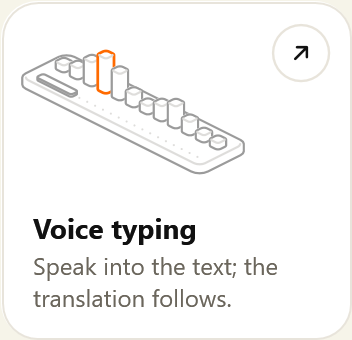 Voice typing
Speak into the text; the
translation follows.